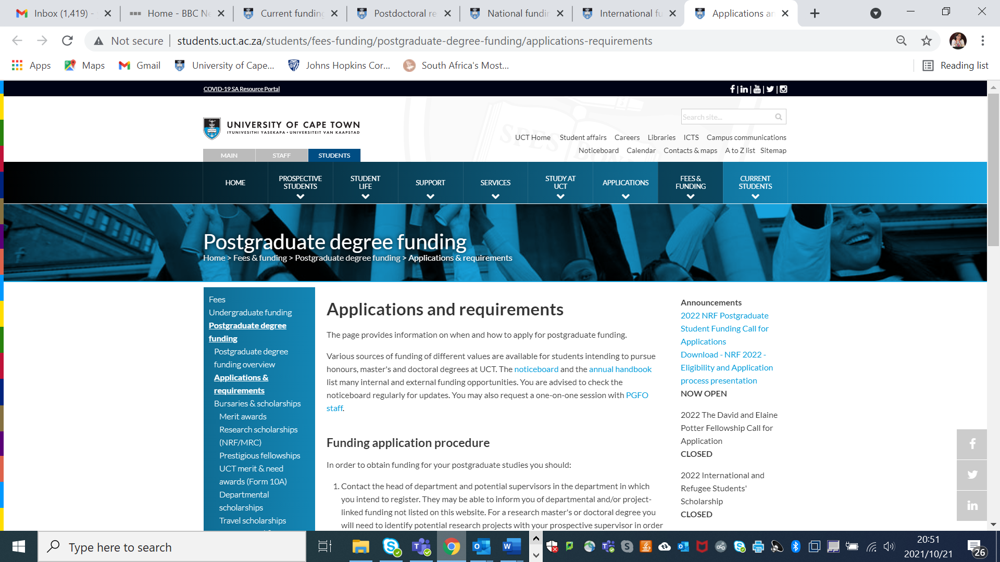 Inbox (1,419) -
Home - BBC Ne
Current funding
Postdoctoral re
National fundin
International fu
Applications an
Not secure
students.uct.ac.za/students/fees-funding/postgraduate-degree-funding/applications-requirements
Apps
Maps
Gmail
University of Cape...
Johns Hopkins Cor...
South Africa's Most...
Reading list
COVID-19 SA Resource Portal
UNIVERSITY OF CAPE TOWN
IYUNIVESITHI YASEKAPA • UNIVERSITEIT VAN KAAPSTAD
SPES BONA
Search site...
UCT Home Student affairs Careers Libraries ICTS Campus communications
Noticeboard Calendar Contacts & maps A to Z list Sitemap
MAIN STAFF STUDENTS
HOME
PROSPECTIVE
STUDENTS
STUDENT
LIFE
SUPPORT
SERVICES
STUDY AT
UCT
APPLICATIONS
FEES &
FUNDING
CURRENT
STUDENTS
Postgraduate degree funding
Home > Fees & funding > Postgraduate degree funding > Applications & requirements
Fees
Undergraduate funding
Postgraduate degree
funding
Postgraduate degree
funding overview
Applications &
requirements
Bursaries & scholarships
Merit awards
Research scholarships
(NRF/MRC)
Prestigious fellowships
UCT merit & need
awards (Form 10A)
Departmental
scholarships
Travel scholarships
Applications and requirements
The page provides information on when and how to apply for postgraduate funding.
Various sources of funding of different values are available for students intending to pursue
honours, master's and doctoral degrees at UCT. The noticeboard and the annual handbook
list many internal and external funding opportunities. You are advised to check the
noticeboard regularly for updates. You may also request a one-on-one session with PGFO
staff.
Funding application procedure
In order to obtain funding for your postgraduate studies you should:
1. Contact the head of department and potential supervisors in the department in which
you intend to register. They may be able to inform you of departmental and/or project-
linked funding not listed on this website. For a research master's or doctoral degree you
will need to identify potential research projects with your prospective supervisor in order
Announcements
2022 NRF Postgraduate
Student Funding Call for
Applications
Download - NRF 2022 -
Eligibility and Application
process presentation
NOW OPEN
2022 The David and Elaine
Potter Fellowship Call for
Application
CLOSED
2022 International and
Refugee Students'
Scholarship
CLOSED
Type here to search
20:51
2021/10/21
26